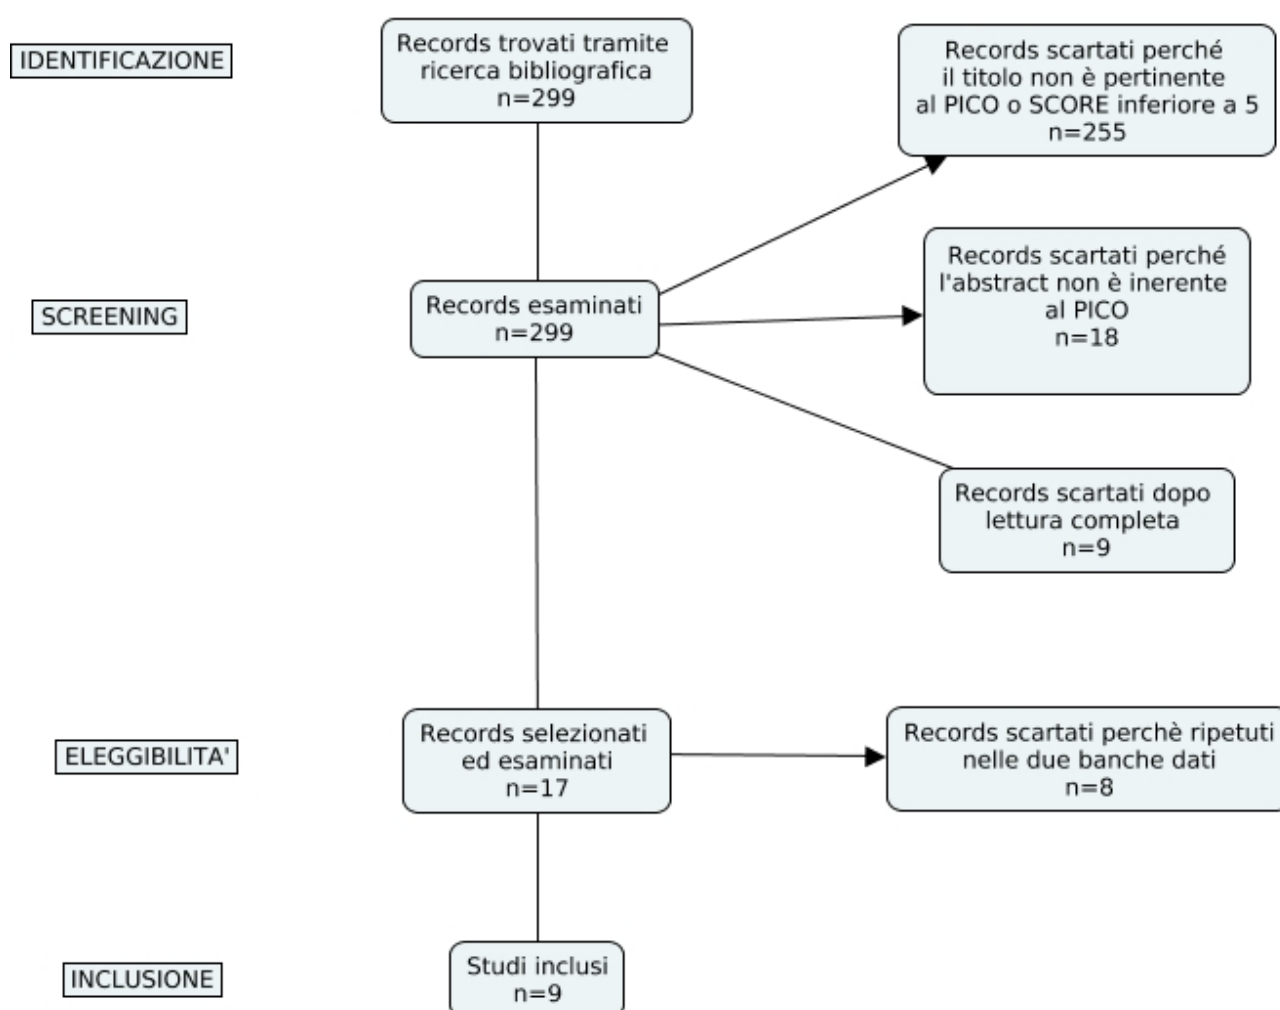 IDENTIFICAZIONE
Records trovati tramite
ricerca bibliografica
n=299
Records scartati perché
il titolo non è pertinente
al PICO o SCORE inferiore a 5
n=255
SCREENING
Records esaminati
n=299
Records scartati perché
l'abstract non è inerente
al PICO
n=18
Records scartati dopo
lettura completa
n=9
ELEGGIBILITA'
Records selezionati
ed esaminati
n=17
Records scartati perchè ripetuti
nelle due banche dati
n=8
INCLUSIONE
Studi inclusi
n=9